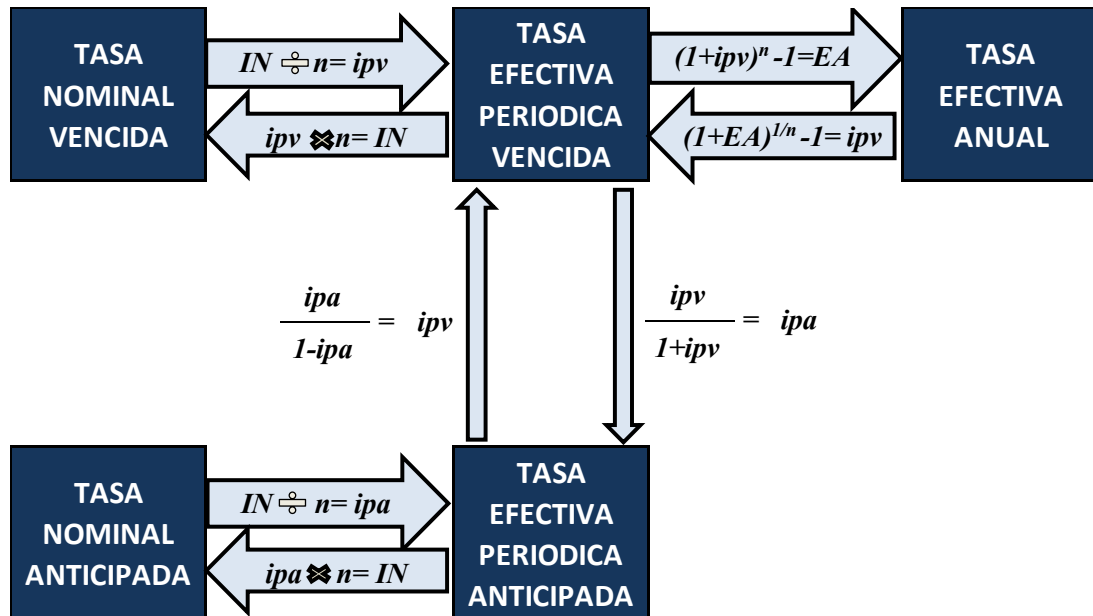 TASA
NOMINAL
VENCIDA
IN ÷ n= ipv
ipv ✖n= IN
TASA
EFECTIVA
PERIODICA
VENCIDA
(1+ipv)ⁿ -1=EA
(1+EA)¹/ⁿ -1= ipv
TASA
EFECTIVA
ANUAL
ipa
1-ipa
= ipv
ipv
1+ipv
= ipa
TASA
NOMINAL
ANTICIPADA
IN ÷ n= ipa
ipa ✖ n= IN
TASA
EFECTIVA
PERIODICA
ANTICIPADA